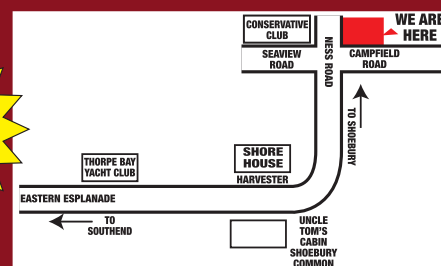 CONSERVATIVE
CLUB
WE ARE
HERE
SEAVIEW
ROAD
NESS ROAD
CAMPFIELD
ROAD
TO SHOEBURY
SHORE
HOUSE
HARVESTER
THORPE BAY
YACHT CLUB
EASTERN ESPLANADE
TO
SOUTHEND
UNCLE
TOM'S
CABIN
SHOEBURY
COMMON